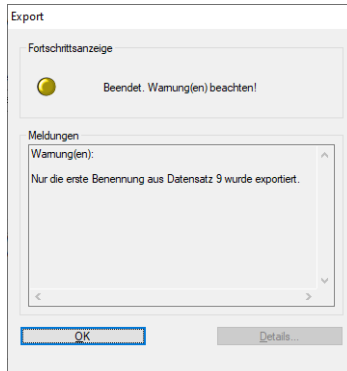 Export
Fortschrittsanzeige
Beendet. Warnung(en) beachten!
Meldungen
Warnung(en):
Nur die erste Benennung aus Datensatz 9 wurde exportiert.
OK
Details...